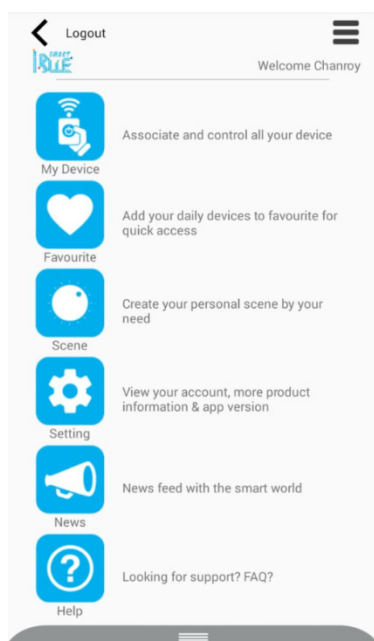 Logout
Welcome Chanroy
Associate and control all your device
My Device
Add your daily devices to favourite for
quick access
Favourite
Create your personal scene by your
need
Scene
View your account, more product
information & app version
Setting
News feed with the smart world
News
Looking for support? FAQ?
Help